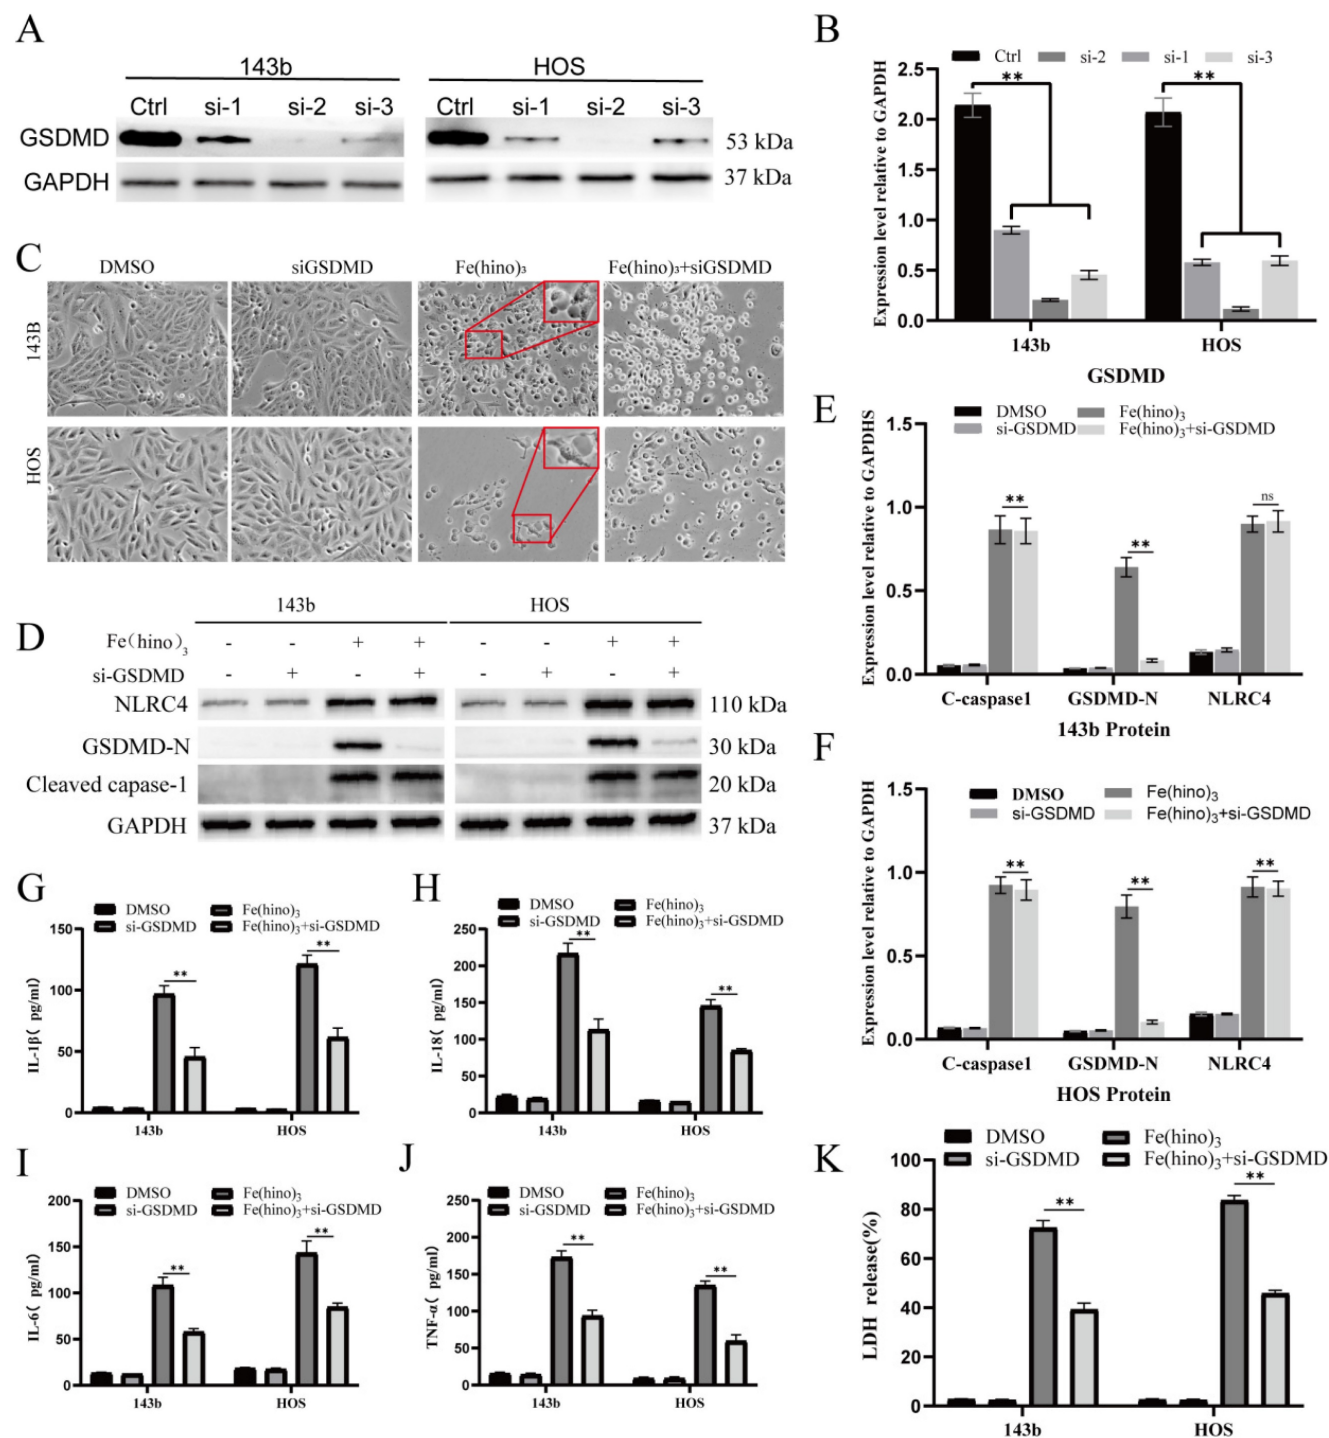 A
143b
HOS
Ctrl si-1 si-2 si-3 Ctrl si-1 si-2 si-3
GSDMD
53 kDa
GAPDH
37 kDa
B
Ctrl si-2 si-1 si-3
Expression level relative to GAPDH
2.5
2.0
1.5
1.0
0.5
0.0
** **
143b HOS
GSDMD
C
DMSO siGSDMD Fe(hino)₃ Fe(hino)₃+siGSDMD
143B
HOS
D
143b HOS
Fe(hino)₃ - - + + - - + +
si-GSDMD - + - + - + - +
NLRC4 110 kDa
GSDMD-N 30 kDa
Cleaved capase-1 20 kDa
GAPDH 37 kDa
E
DMSO Fe(hino)₃
si-GSDMD Fe(hino)₃+si-GSDMD
Expression level relative to GAPDHS
1.5
1.0
0.5
0.0
** ** ns
C-caspase1 GSDMD-N NLRC4
143b Protein
F
DMSO Fe(hino)₃
si-GSDMD Fe(hino)₃+si-GSDMD
Expression level relative to GAPDH
1.5
1.0
0.5
0.0
** ** **
C-caspase1 GSDMD-N NLRC4
HOS Protein
G
DMSO Fe(hino)₃
si-GSDMD Fe(hino)₃+si-GSDMD
IL-1β( pg/ml)
150
100
50
0
** **
143b HOS
H
DMSO Fe(hino)₃
si-GSDMD Fe(hino)₃+si-GSDMD
IL-18( pg/ml)
250
200
150
100
50
0
** **
143b HOS
I
DMSO Fe(hino)₃
si-GSDMD Fe(hino)₃+si-GSDMD
IL-6( pg/ml)
200
150
100
50
0
** **
143b HOS
J
DMSO Fe(hino)₃
si-GSDMD Fe(hino)₃+si-GSDMD
TNF-α( pg/ml)
250
200
150
100
50
0
** **
143b HOS
K
DMSO Fe(hino)₃
si-GSDMD Fe(hino)₃+si-GSDMD
LDH release(%)
100
80
60
40
20
0
** **
143b HOS